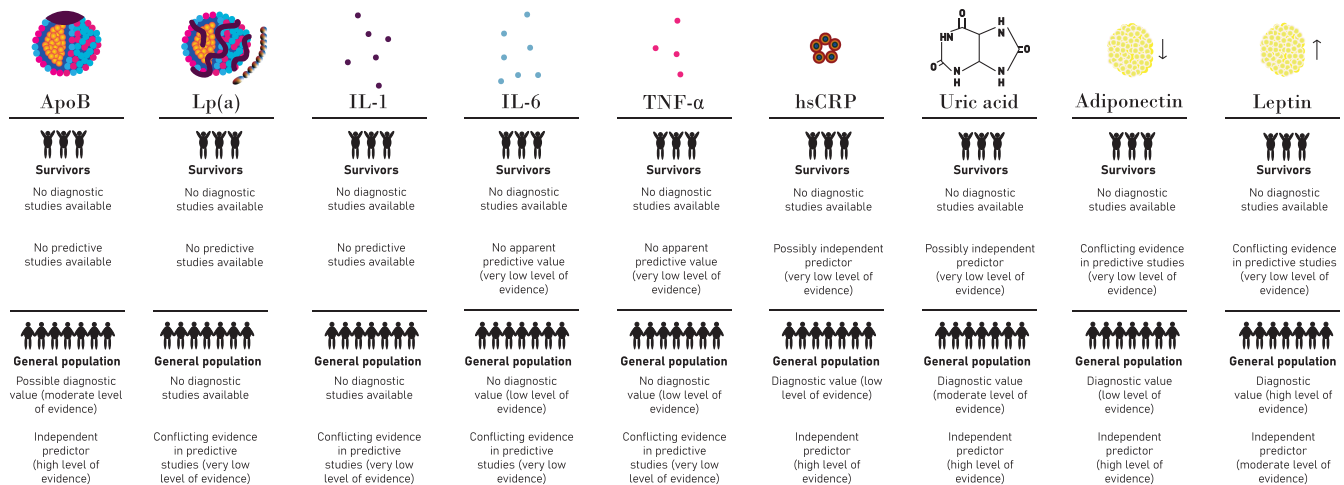 O
H
N
HN
O
O
N
H
N
H
ApoB
Lp(a)
IL-1
IL-6
TNF-α
hsCRP
Uric acid
Adiponectin
Leptin
Survivors
No diagnostic
studies available
No predictive
studies available
Survivors
No diagnostic
studies available
No predictive
studies available
Survivors
No diagnostic
studies available
No predictive
studies available
Survivors
No diagnostic
studies available
No apparent
predictive value
(very low level of
evidence)
Survivors
No diagnostic
studies available
No apparent
predictive value
(very low level of
evidence)
Survivors
No diagnostic
studies available
Possibly independent
predictor
(very low level of
evidence)
Survivors
No diagnostic
studies available
Possibly independent
predictor
(very low level of
evidence)
Survivors
No diagnostic
studies available
Conflicting evidence
in predictive studies
(very low level of
evidence)
Survivors
No diagnostic
studies available
Conflicting evidence
in predictive studies
(very low level of
evidence)
General population
Possible diagnostic
value (moderate level
of evidence)
Independent
predictor
(high level of
evidence)
General population
No diagnostic
studies available
Conflicting evidence
in predictive
studies (very low
level of evidence)
General population
No diagnostic
studies available
Conflicting evidence
in predictive
studies (very low
level of evidence)
General population
No diagnostic
value (low level of
evidence)
Conflicting evidence
in predictive
studies (very low
level of evidence)
General population
No diagnostic
value (low level of
evidence)
Conflicting evidence
in predictive
studies (very low
level of evidence)
General population
Diagnostic value (low
level of evidence)
Independent
predictor
(high level of
evidence)
General population
Diagnostic value
(moderate level of
evidence)
Independent
predictor
(high level of
evidence)
General population
Diagnostic value
(low level of
evidence)
Independent
predictor
(high level of
evidence)
General population
Diagnostic
value (high level of
evidence)
Independent
predictor
(moderate level of
evidence)